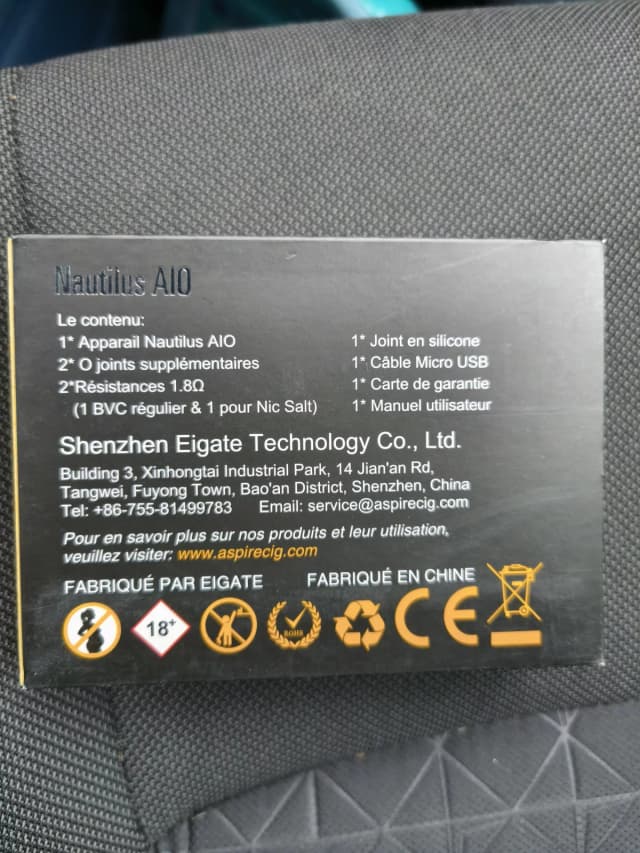 Nautilus AIO
Le contenu:
1* Apparail Nautilus AIO
2* O joints supplémentaires
2*Résistances 1.8Ω
(1 BVC régulier & 1 pour Nic Salt)
1* Joint en silicone
1* Câble Micro USB
1* Carte de garantie
1* Manuel utilisateur
Shenzhen Eigate Technology Co., Ltd.
Building 3, Xinhongtai Industrial Park, 14 Jian'an Rd,
Tangwei, Fuyong Town, Bao'an District, Shenzhen, China
Tel: +86-755-81499783 Email: service@aspirecig.com
Pour en savoir plus sur nos produits et leur utilisation,
veuillez visiter: www.aspirecig.com
FABRIQUÉ PAR EIGATE FABRIQUÉ EN CHINE
18+
ROHS
CE